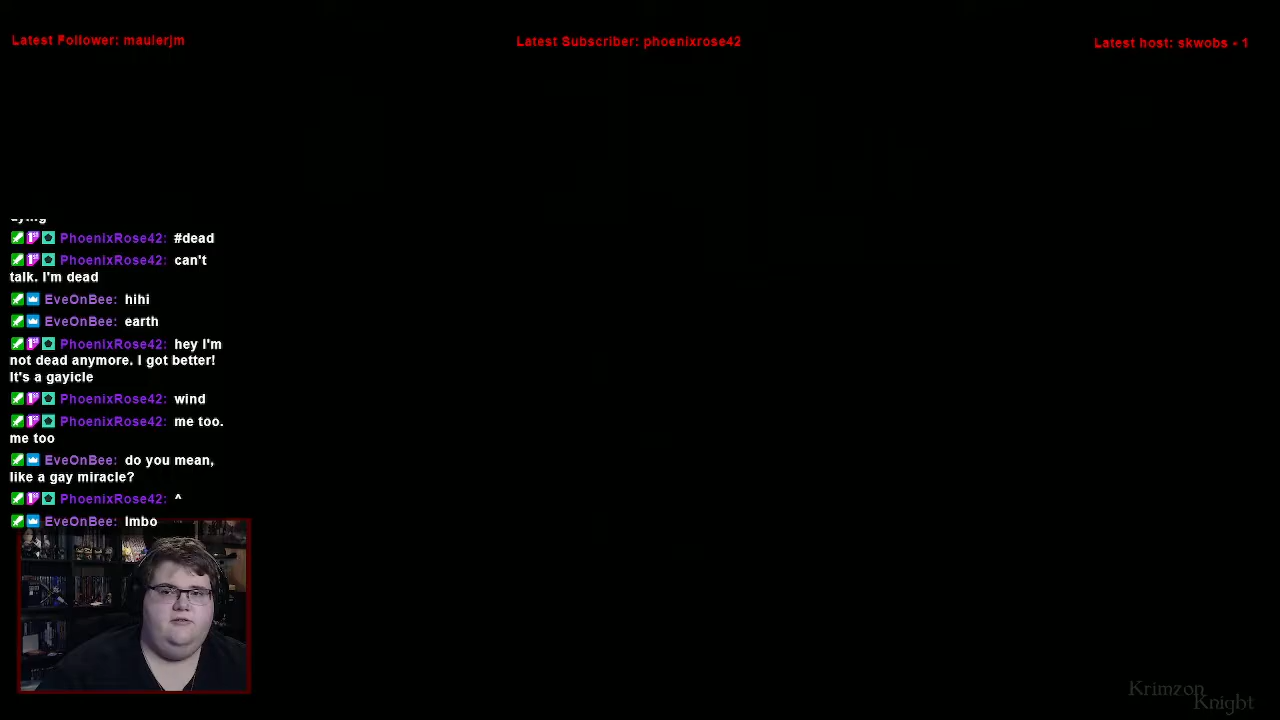 Latest Follower: maulerjm
Latest Subscriber: phoenixrose42
Latest host: skwobs - 1
PhoenixRose42: #dead
PhoenixRose42: can't
talk. I'm dead
EveOnBee: hihi
EveOnBee: earth
PhoenixRose42: hey I'm
not dead anymore. I got better!
It's a gayicle
PhoenixRose42: wind
PhoenixRose42: me too.
me too
EveOnBee: do you mean,
like a gay miracle?
PhoenixRose42: ^
EveOnBee: lmbo
Krimzon
Knight